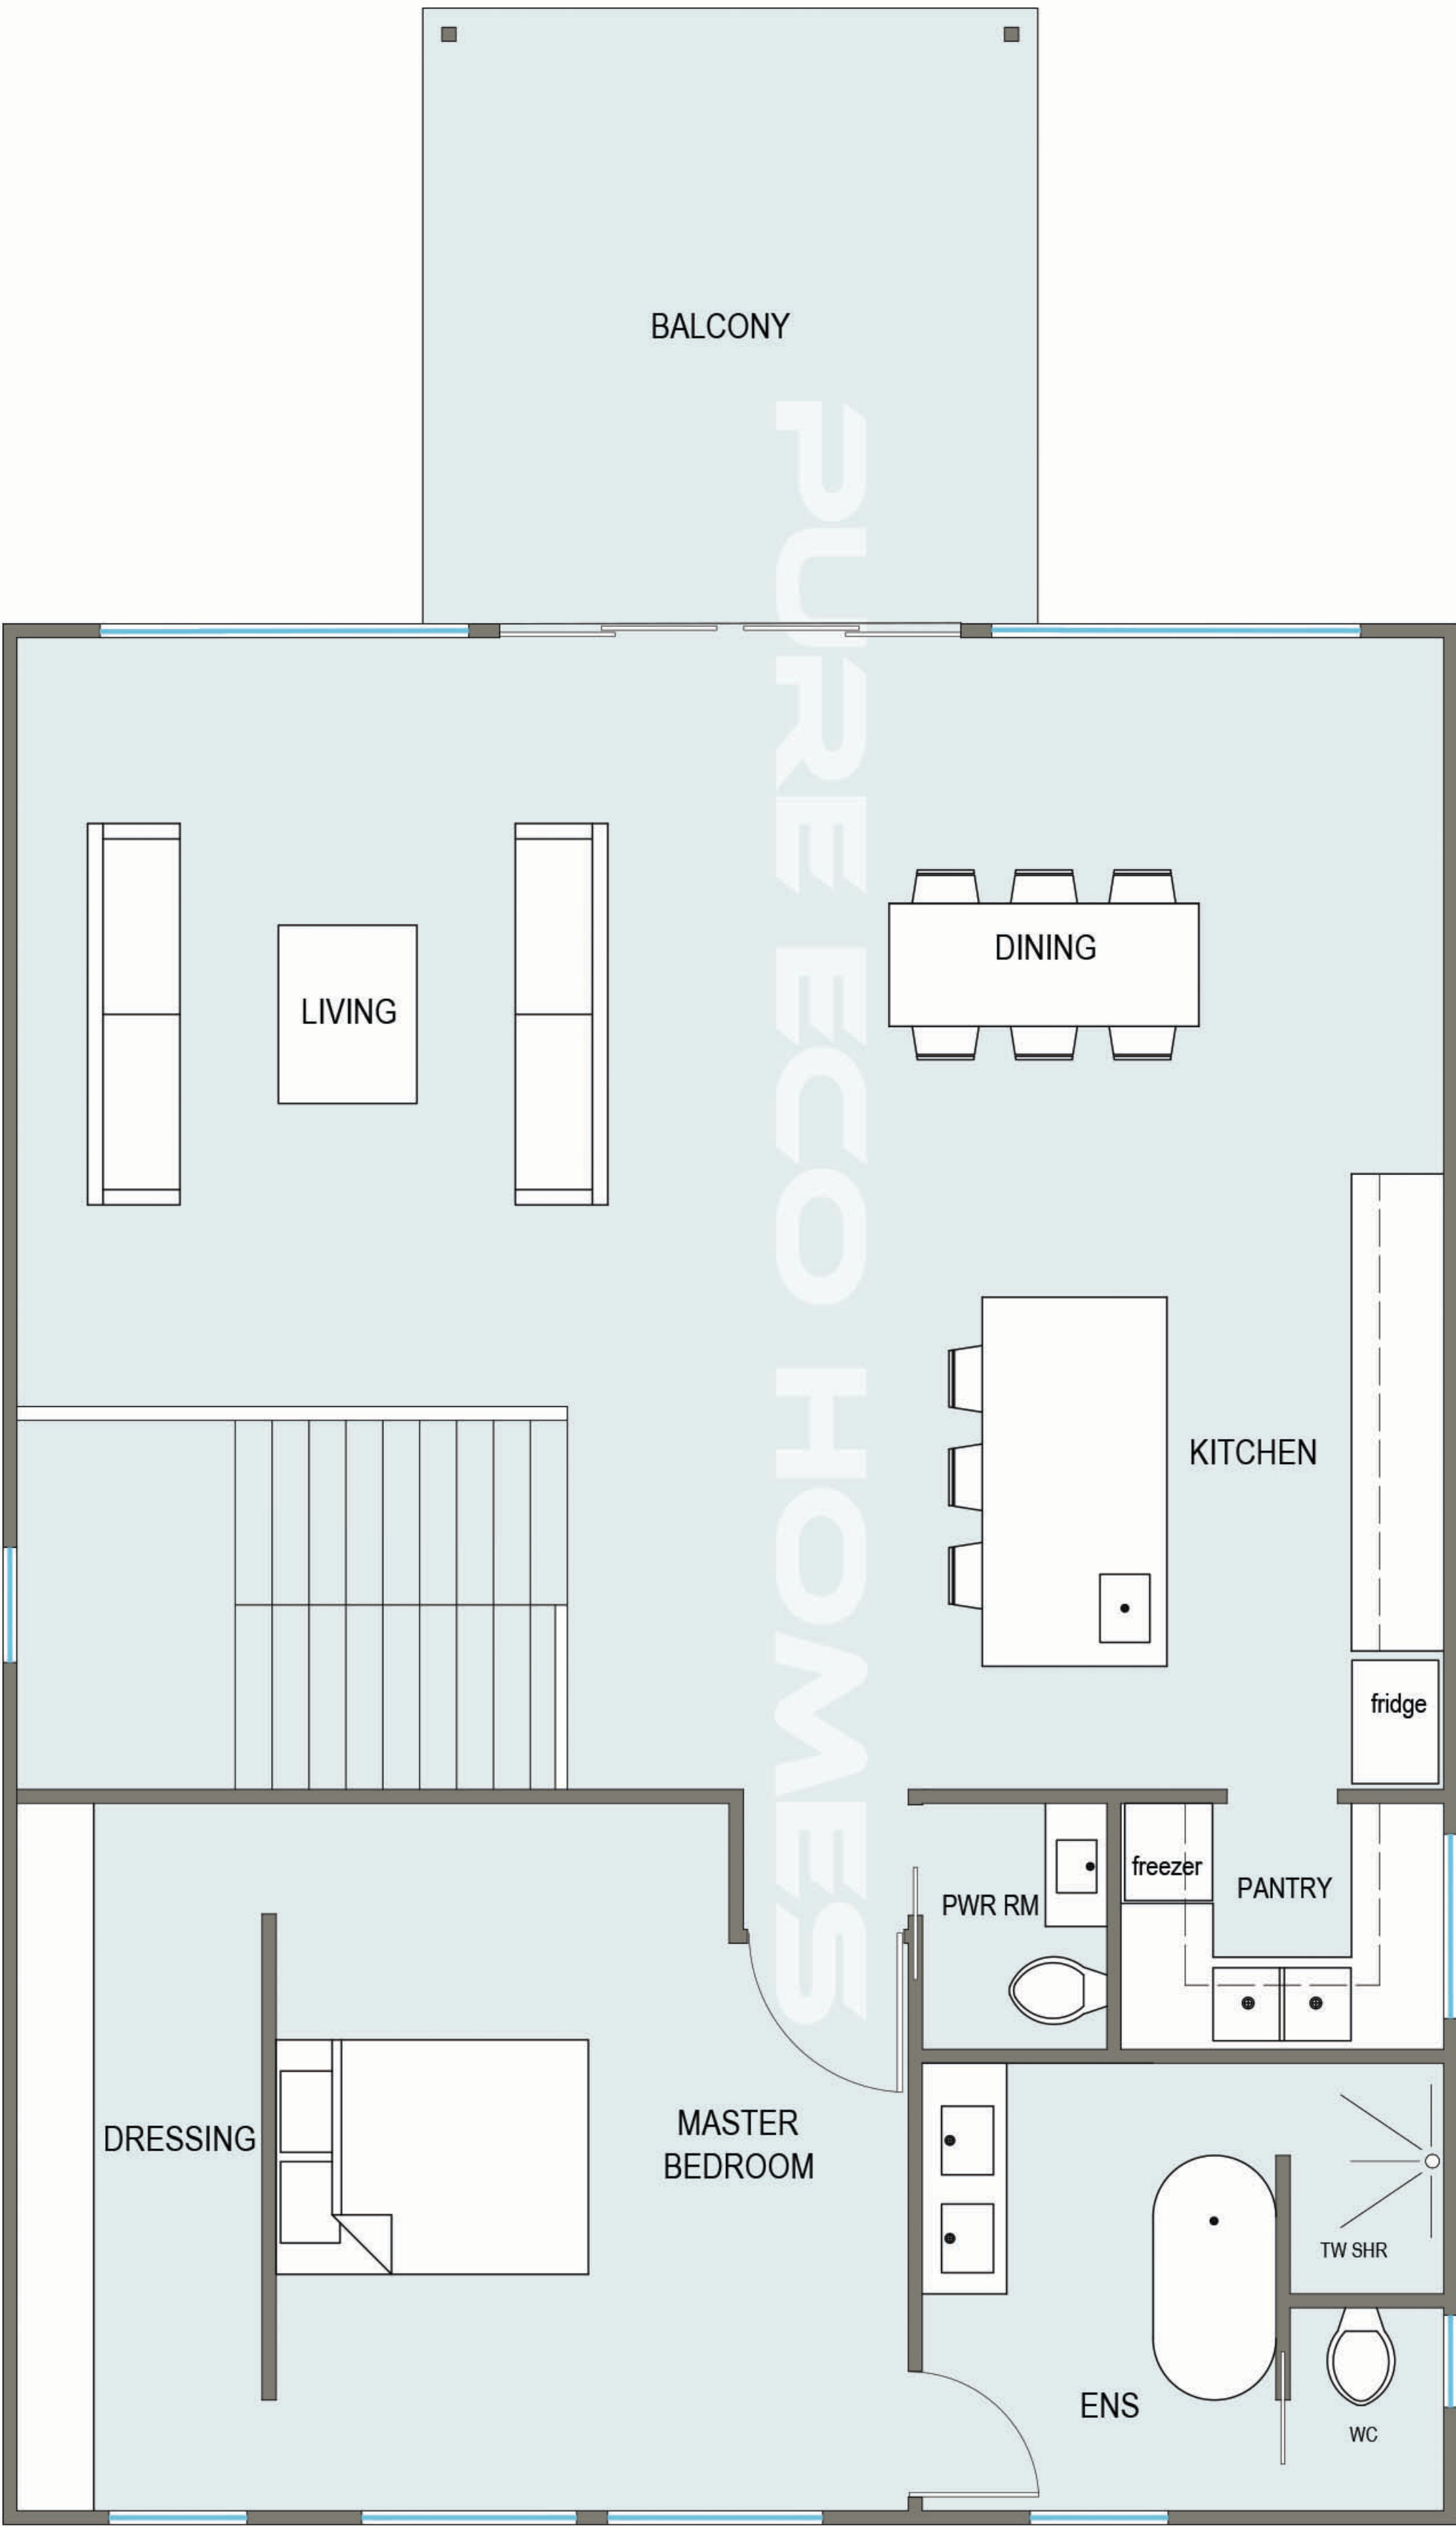 BALCONY
PURE ECO HOMES
DINING
LIVING
KITCHEN
fridge
freezer
PANTRY
PWR RM
MASTER
BEDROOM
DRESSING
TW SHR
ENS
WC